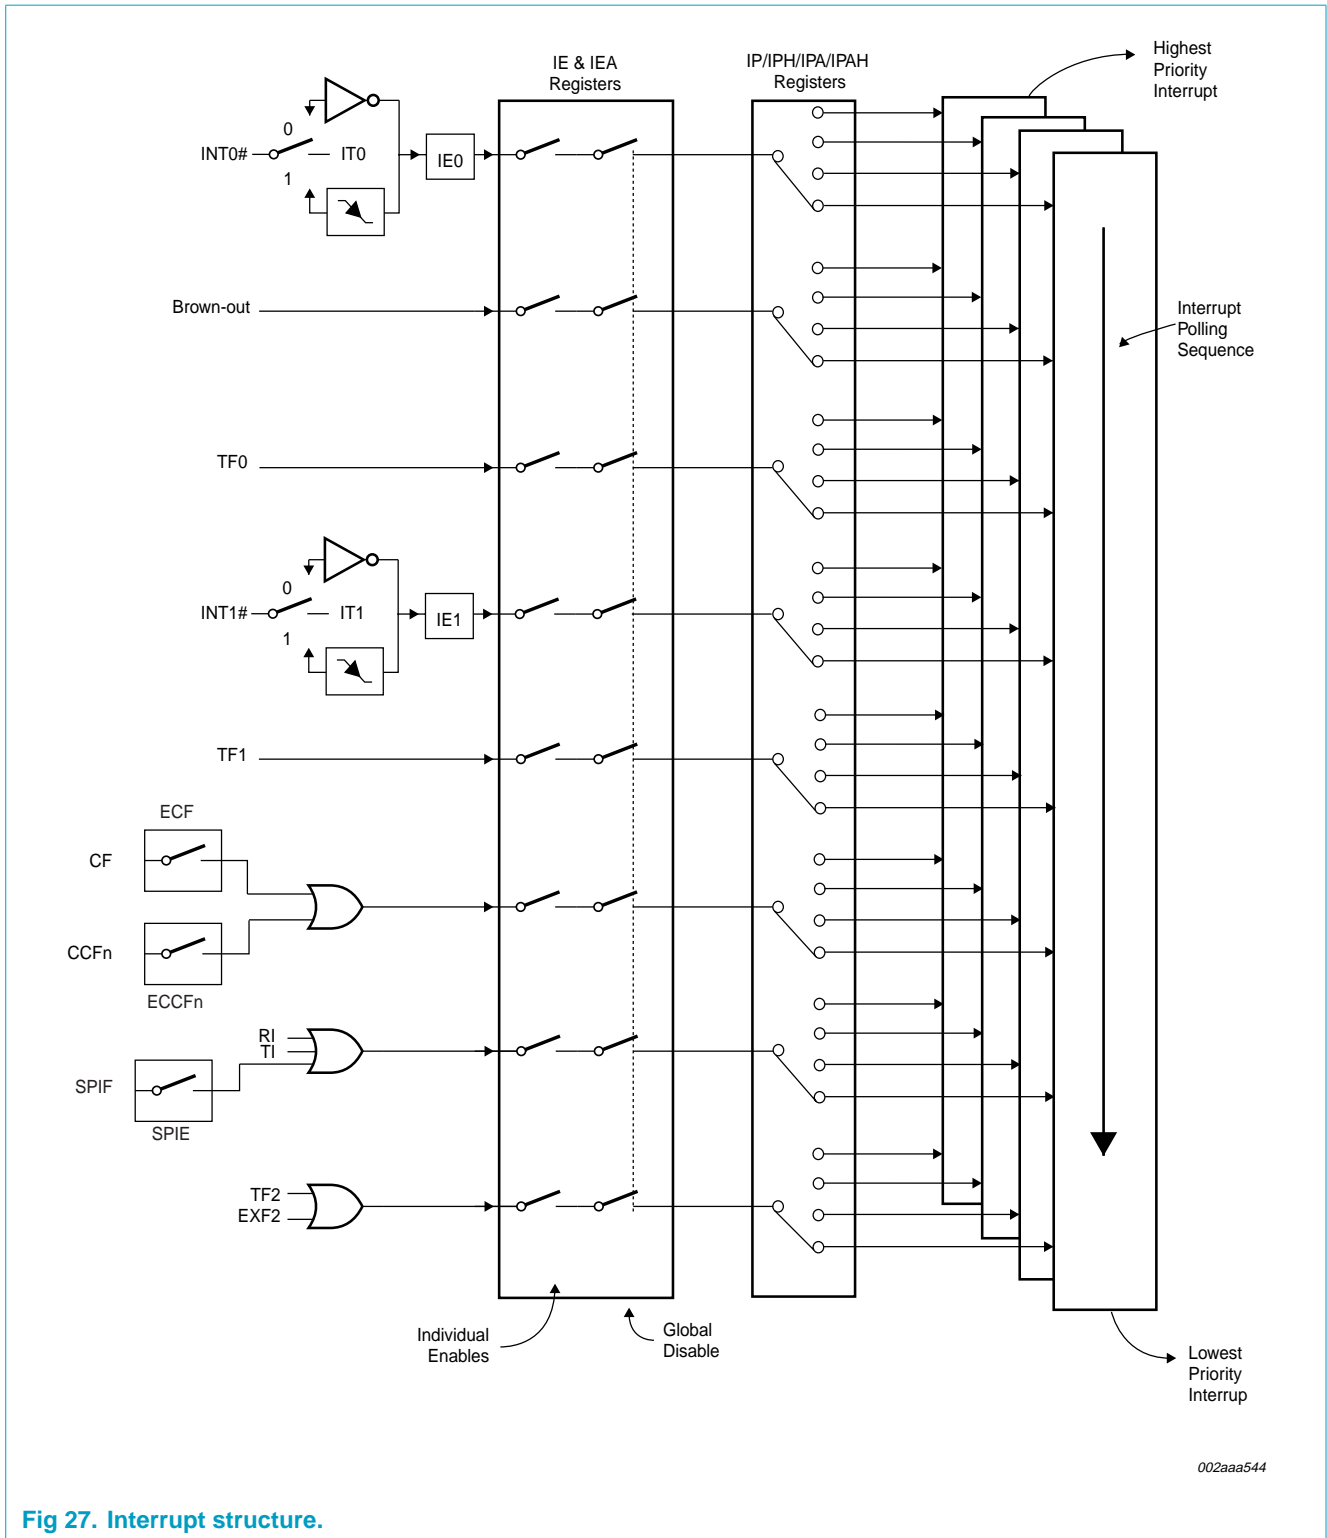 IE & IEA
Registers
IP/IPH/IPA/IPAH
Registers
Highest
Priority
Interrupt
0
INT0#
IT0
IE0
1
Brown-out
Interrupt
Polling
Sequence
TF0
0
INT1#
IT1
IE1
1
TF1
ECF
CF
CCFn
ECCFn
RI
TI
SPIF
SPIE
TF2
EXF2
Individual
Enables
Global
Disable
Lowest
Priority
Interrup
002aaa544
Fig 27. Interrupt structure.